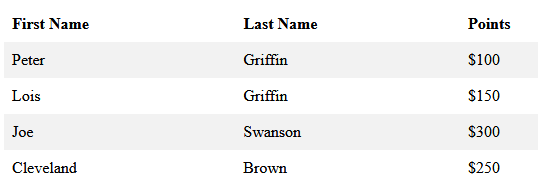 First Name Last Name Points
Peter Griffin $100
Lois Griffin $150
Joe Swanson $300
Cleveland Brown $250